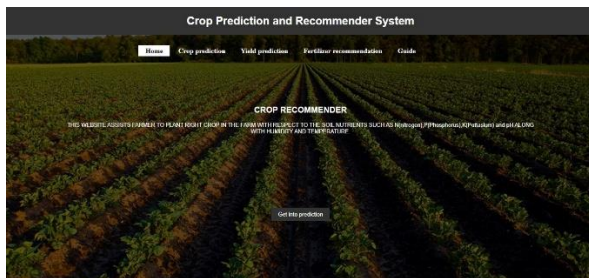 Crop Prediction and Recommender System
Home Crop prediction Yield prediction Fertilizer recommendation Guide
CROP RECOMMENDER
THIS WEBSITE ASSISTS FARMER TO PLANT RIGHT CROP IN THE FARM WITH RESPECT TO THE SOIL NUTRIENTS SUCH AS N(nitrogen),P(Phosphorus),K(Potassium) and pH ALONG
WITH HUMIDITY AND TEMPERATURE
Get into prediction